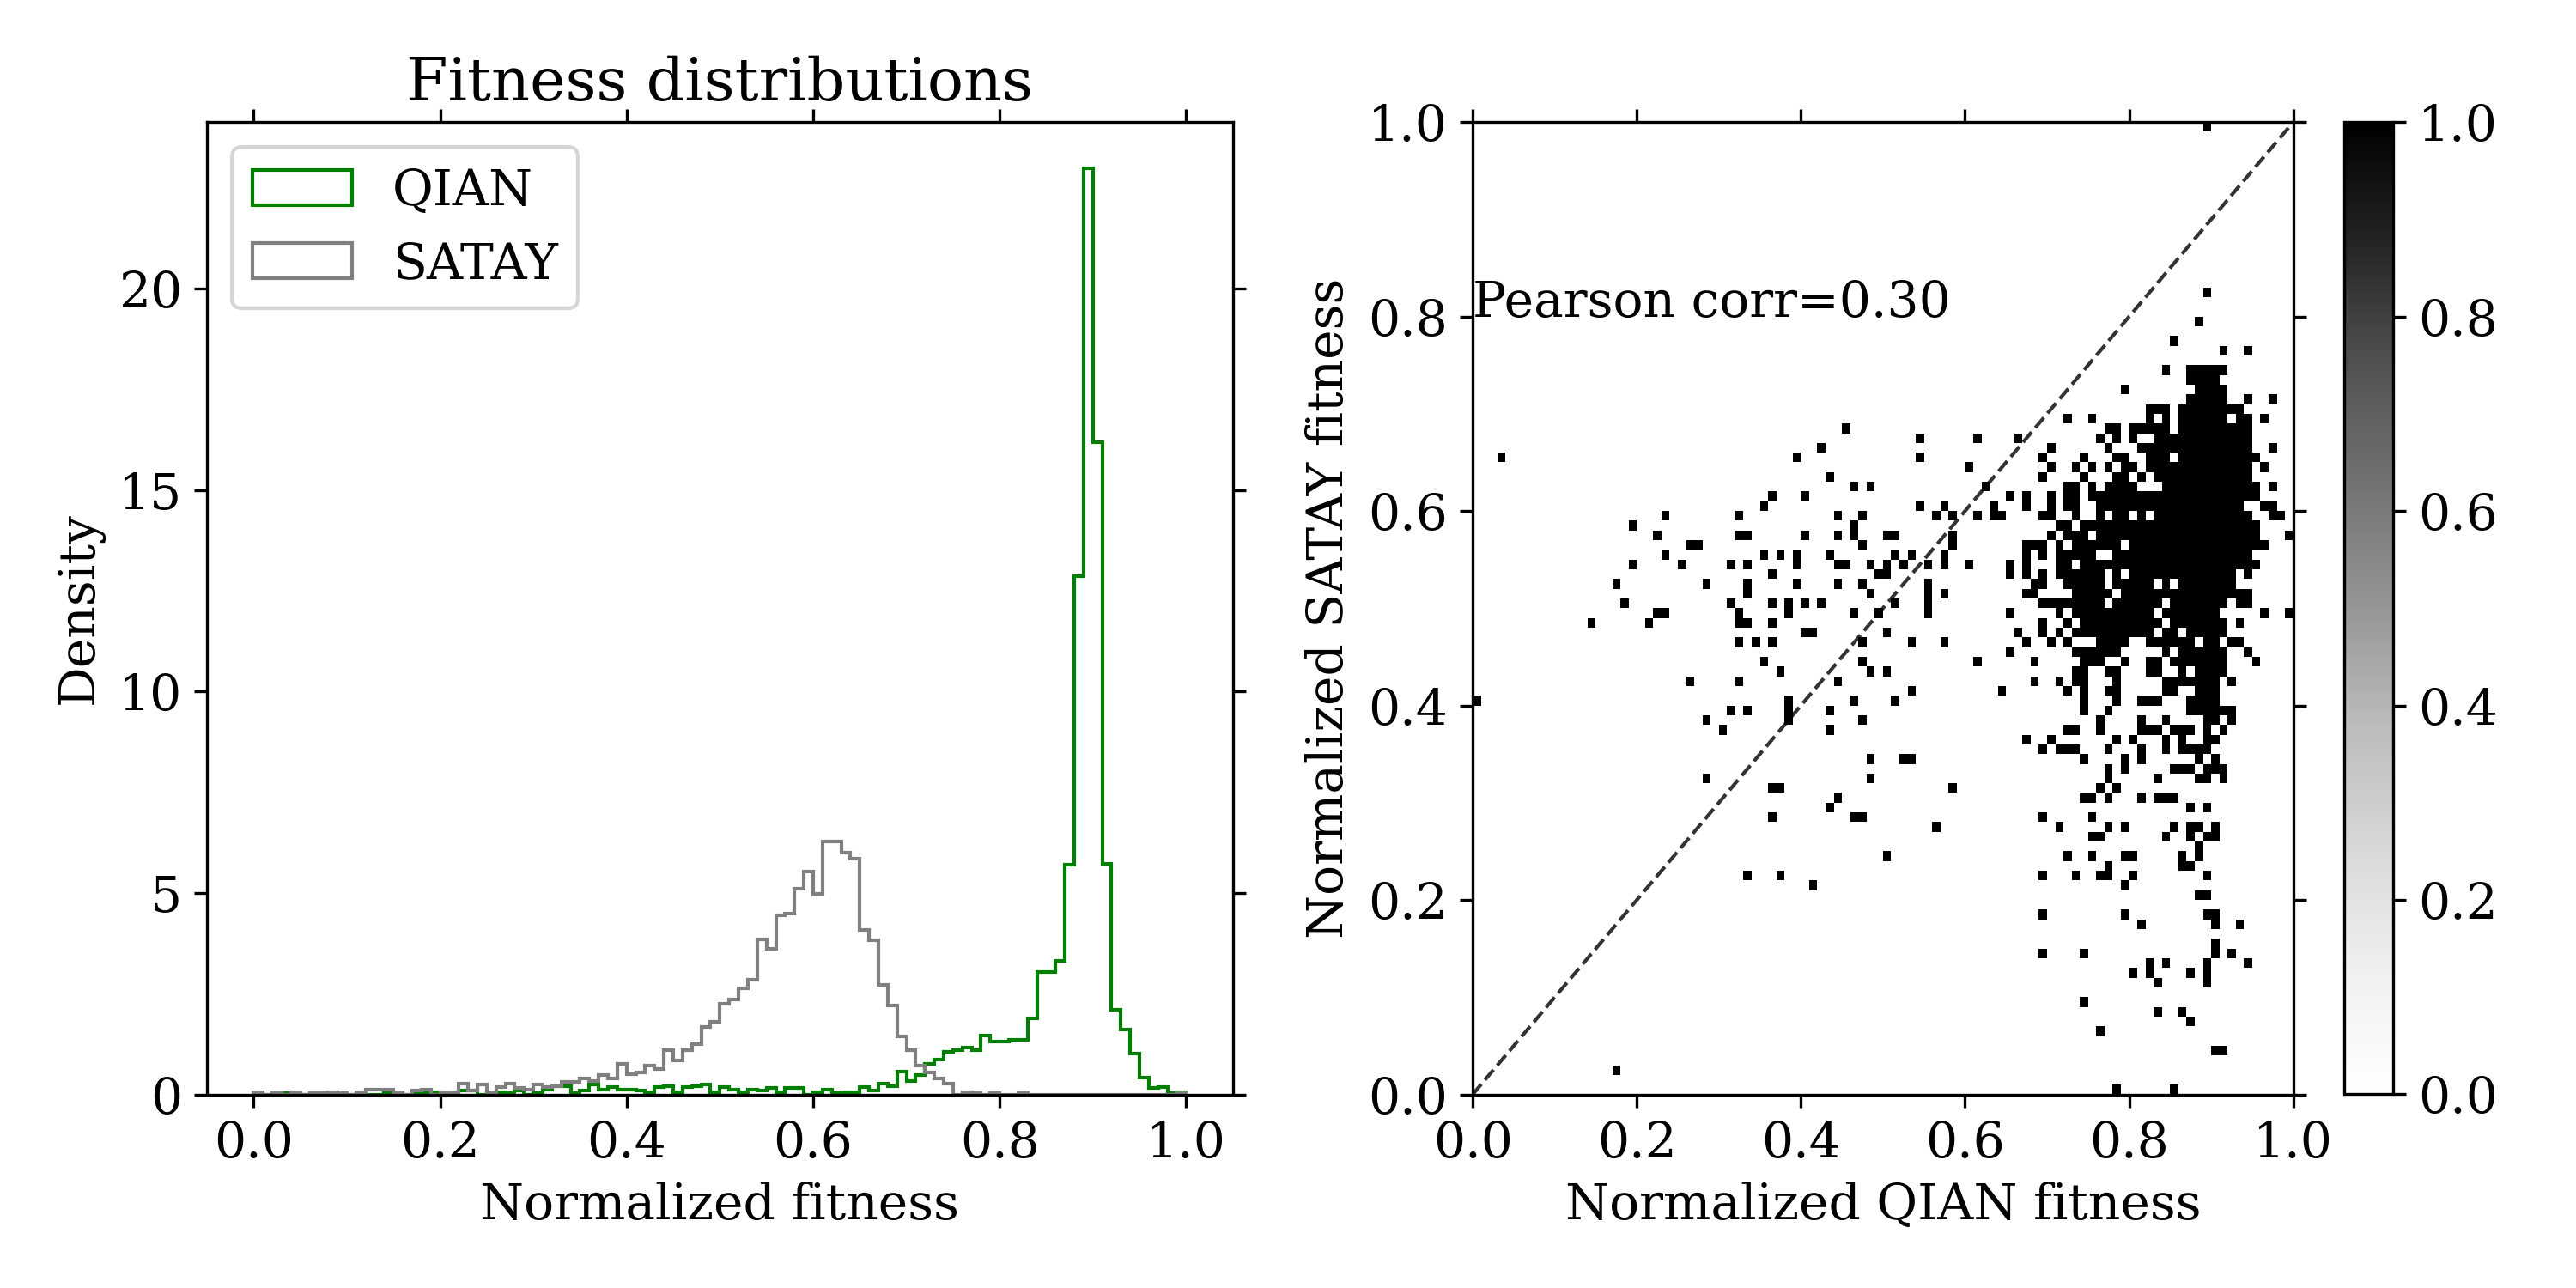 Fitness distributions
QIAN
SATAY
Density
20
15
10
5
0
0.0 0.2 0.4 0.6 0.8 1.0
Normalized fitness
Pearson corr=0.30
Normalized SATAY fitness
1.0
0.8
0.6
0.4
0.2
0.0
0.0 0.2 0.4 0.6 0.8 1.0
Normalized QIAN fitness
1.0
0.8
0.6
0.4
0.2
0.0